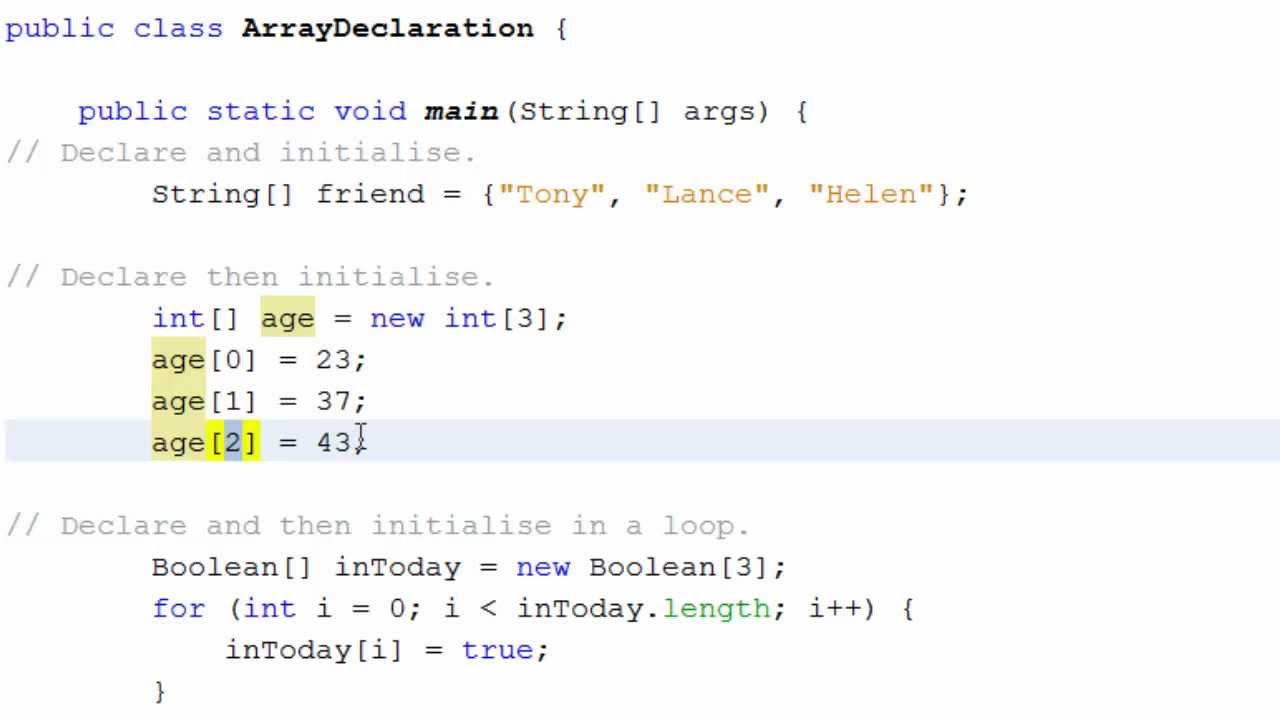 public class ArrayDeclaration {
public static void main(String[] args) {
// Declare and initialise.
String[] friend = {"Tony", "Lance", "Helen"};
// Declare then initialise.
int[] age = new int[3];
age[0] = 23;
age[1] = 37;
age[2] = 43;
// Declare and then initialise in a loop.
Boolean[] inToday = new Boolean[3];
for (int i = 0; i < inToday.length; i++) {
inToday[i] = true;
}